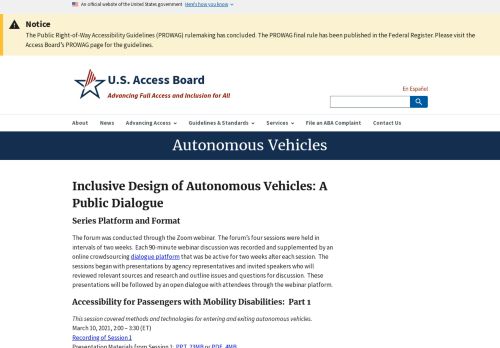 An official website of the United States government Here's how you know
Notice
The Public Right-of-Way Accessibility Guidelines (PROWAG) rulemaking has concluded. The PROWAG final rule has been published in the Federal Register. Please visit the
Access Board's PROWAG page for the guidelines.
U.S. Access Board
Advancing Full Access and Inclusion for All
En Español
About News Advancing Access Guidelines & Standards Services File an ABA Complaint Contact Us
Autonomous Vehicles
Inclusive Design of Autonomous Vehicles: A
Public Dialogue
Series Platform and Format
The forum was conducted through the Zoom webinar. The forum's four sessions were held in
intervals of two weeks. Each 90-minute webinar discussion was recorded and supplemented by an
online crowdsourcing dialogue platform that was be active for two weeks after each session. The
sessions began with presentations by agency representatives and invited speakers who will
reviewed relevant sources and research and outline issues and questions for discussion. These
presentations will be followed by an open dialogue with attendees through the webinar platform.
Accessibility for Passengers with Mobility Disabilities: Part 1
This session covered methods and technologies for entering and exiting autonomous vehicles.
March 10, 2021, 2:00 – 3:30 (ET)
Recording of Session 1
Presentation Materials from Session 1: PPT, 23MB or PDF, 4MB